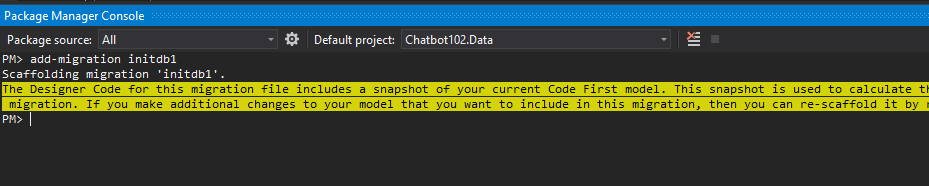 Package Manager Console
Package source: All Default project: Chatbot102.Data
PM> add-migration initdb1
Scaffolding migration 'initdb1'.
The Designer Code for this migration file includes a snapshot of your current Code First model. This snapshot is used to calculate
migration. If you make additional changes to your model that you want to include in this migration, then you can re-scaffold it by
PM>